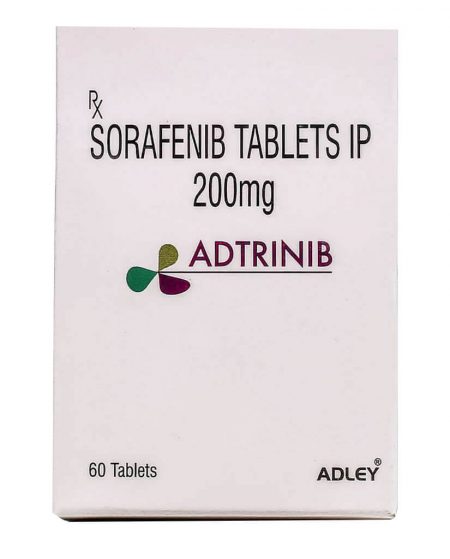 Rx
SORAFENIB TABLETS IP
200mg
ADTRINIB
60 Tablets
ADLEY®